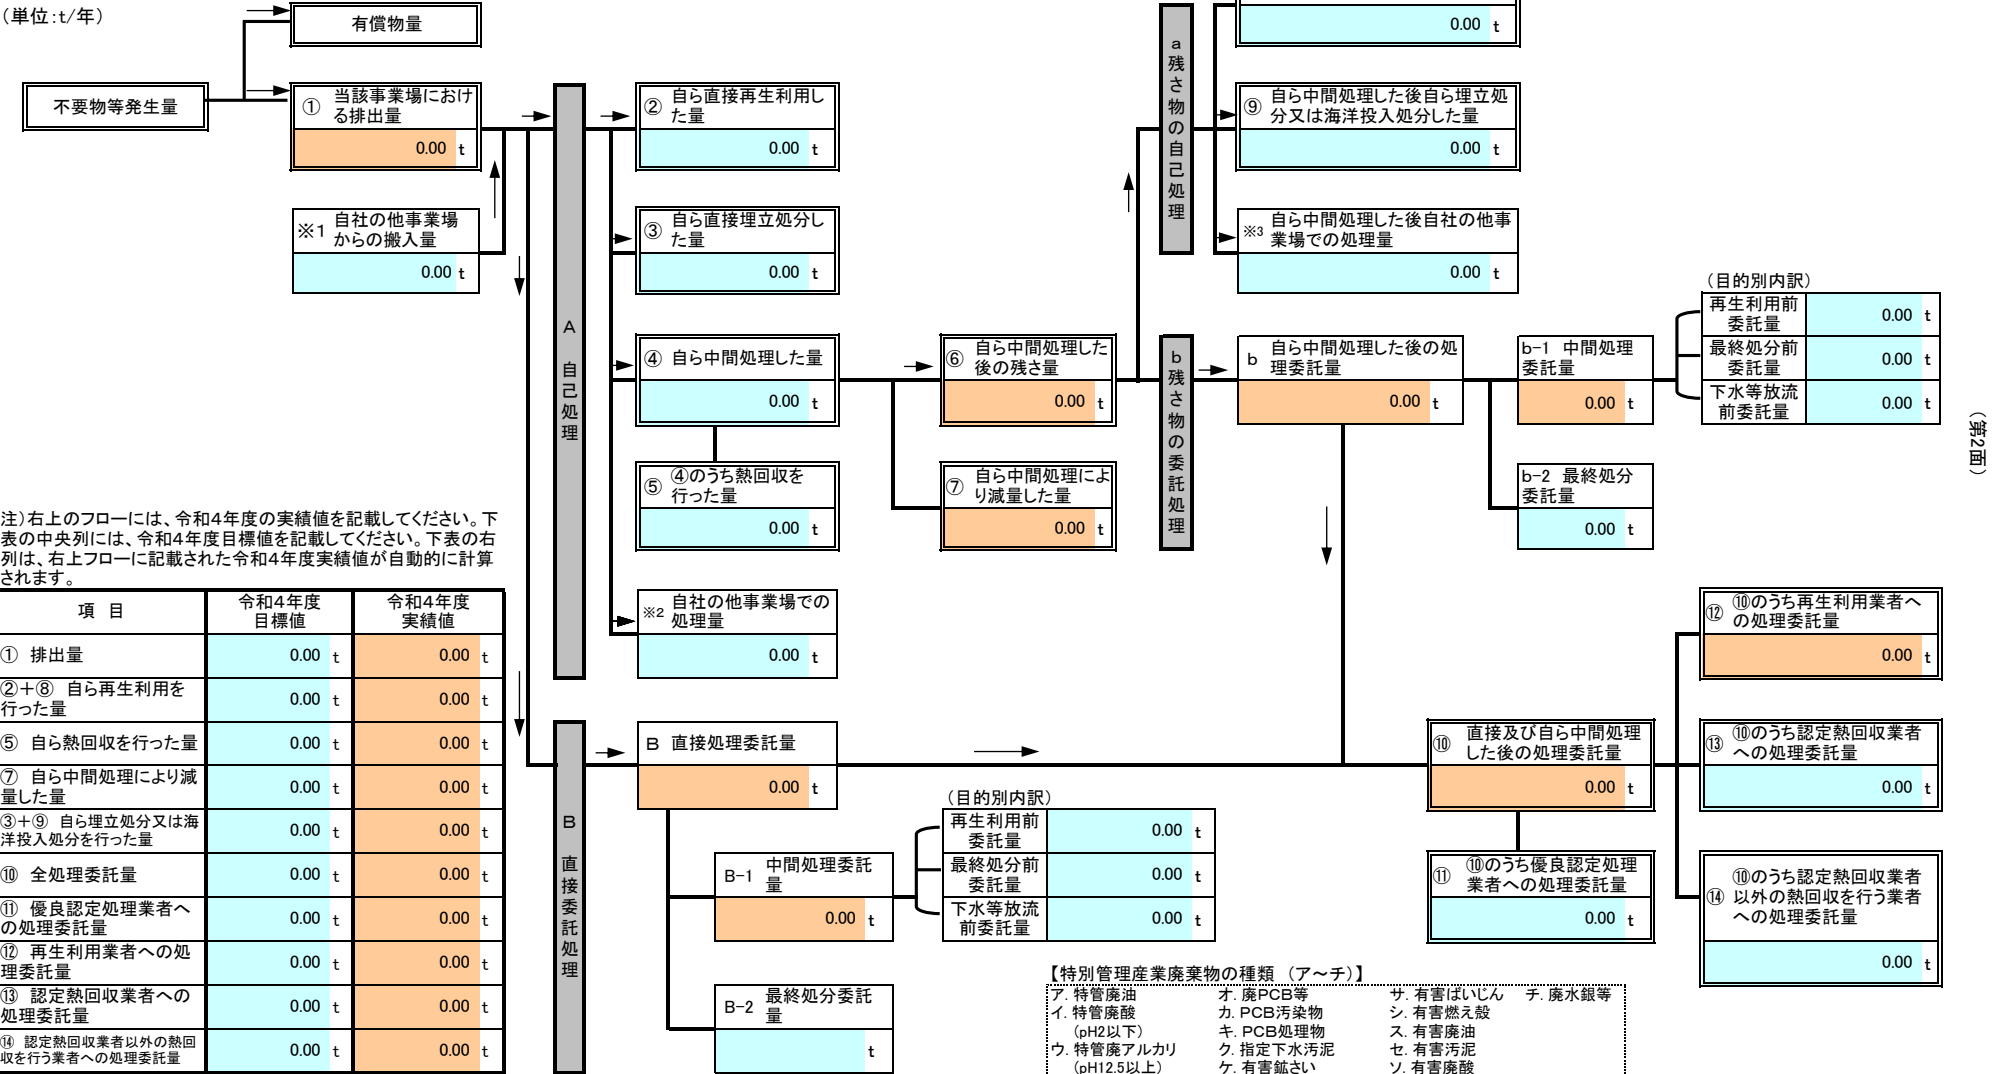 （単位:t/年）
有償物量
不要物等発生量
① 当該事業場におけ
る排出量
0.00 t
※1 自社の他事業場
からの搬入量
0.00 t
A 自己処理
② 自ら直接再生利用し
た量
0.00 t
③ 自ら直接埋立処分し
た量
0.00 t
④ 自ら中間処理した量
0.00 t
⑤ ④のうち熱回収を
行った量
0.00 t
※2 自社の他事業場での
処理量
0.00 t
⑥ 自ら中間処理した
後の残さ量
0.00 t
⑦ 自ら中間処理によ
り減量した量
0.00 t
a残さ物の自己処理
0.00 t
⑨ 自ら中間処理した後自ら埋立処
分又は海洋投入処分した量
0.00 t
※3 自ら中間処理した後自社の他事
業場での処理量
0.00 t
b残さ物の委託処理
b 自ら中間処理した後の処
理委託量
0.00 t
b-1 中間処理
委託量
0.00 t
b-2 最終処分
委託量
0.00 t
（目的別内訳）
再生利用前
委託量
0.00 t
最終処分前
委託量
0.00 t
下水等放流
前委託量
0.00 t
（第2面）
注）右上のフローには、令和4年度の実績値を記載してください。下
表の中央列には、令和4年度目標値を記載してください。下表の右
列は、右上フローに記載された令和4年度実績値が自動的に計算
されます。
項 目
令和4年度
目標値
令和4年度
実績値
① 排出量
0.00 t 0.00 t
②＋⑧ 自ら再生利用を
行った量
0.00 t 0.00 t
⑤ 自ら熱回収を行った量
0.00 t 0.00 t
⑦ 自ら中間処理により減
量した量
0.00 t 0.00 t
③＋⑨ 自ら埋立処分又は海
洋投入処分を行った量
0.00 t 0.00 t
⑩ 全処理委託量
0.00 t 0.00 t
⑪ 優良認定処理業者へ
の処理委託量
0.00 t 0.00 t
⑫ 再生利用業者への処
理委託量
0.00 t 0.00 t
⑬ 認定熱回収業者への
処理委託量
0.00 t 0.00 t
⑭ 認定熱回収業者以外の熱回
収を行う業者への処理委託量
0.00 t 0.00 t
B 直接委託処理
B 直接処理委託量
0.00 t
B-1 中間処理委託
量
0.00 t
B-2 最終処分委託
量
t
（目的別内訳）
再生利用前
委託量
0.00 t
最終処分前
委託量
0.00 t
下水等放流
前委託量
0.00 t
⑩ 直接及び自ら中間処理
した後の処理委託量
0.00 t
⑪ ⑩のうち優良認定処理
業者への処理委託量
0.00 t
⑫ ⑩のうち再生利用業者へ
の処理委託量
0.00 t
⑬ ⑩のうち認定熱回収業者
への処理委託量
0.00 t
⑭ ⑩のうち認定熱回収業者
以外の熱回収を行う業者
への処理委託量
0.00 t
【特別管理産業廃棄物の種類 （ア～チ）】
ア. 特管廃油 オ. 廃PCB等 サ. 有害ばいじん チ. 廃水銀等
イ. 特管廃酸 カ. PCB汚染物 シ. 有害燃え殻
（pH2以下） キ. PCB処理物 ス. 有害廃油
ウ. 特管廃アルカリ ク. 指定下水汚泥 セ. 有害汚泥
（pH12.5以上） ケ. 有害鉱さい ソ. 有害廃酸